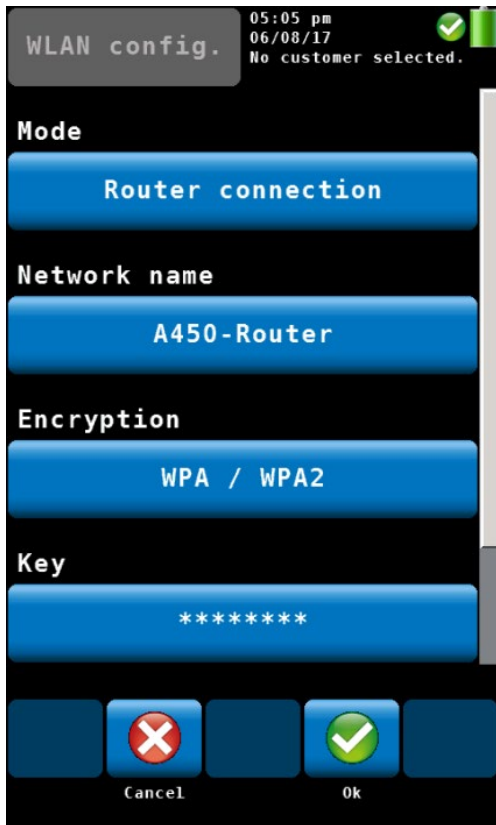 WLAN config.
05:05 pm
06/08/17
No customer selected.
Mode
Router connection
Network name
A450-Router
Encryption
WPA / WPA2
Key
********
Cancel
Ok